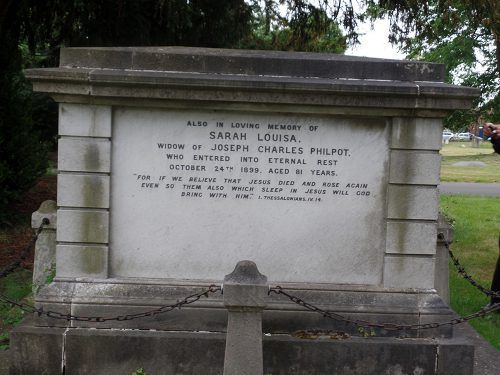 ALSO IN LOVING MEMORY OF
SARAH LOUISA,
WIDOW OF JOSEPH CHARLES PHILPOT,
WHO ENTERED INTO ETERNAL REST
OCTOBER 24TH 1899. AGED 81 YEARS.
"FOR IF WE BELIEVE THAT JESUS DIED AND ROSE AGAIN
EVEN SO THEM ALSO WHICH SLEEP IN JESUS WILL GOD
BRING WITH HIM." I. THESSALONIANS. IV. 14.